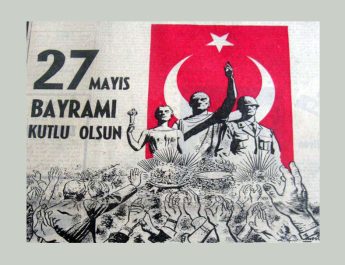 27 MAYIS
BAYRAMI
KUTLU OLSUN